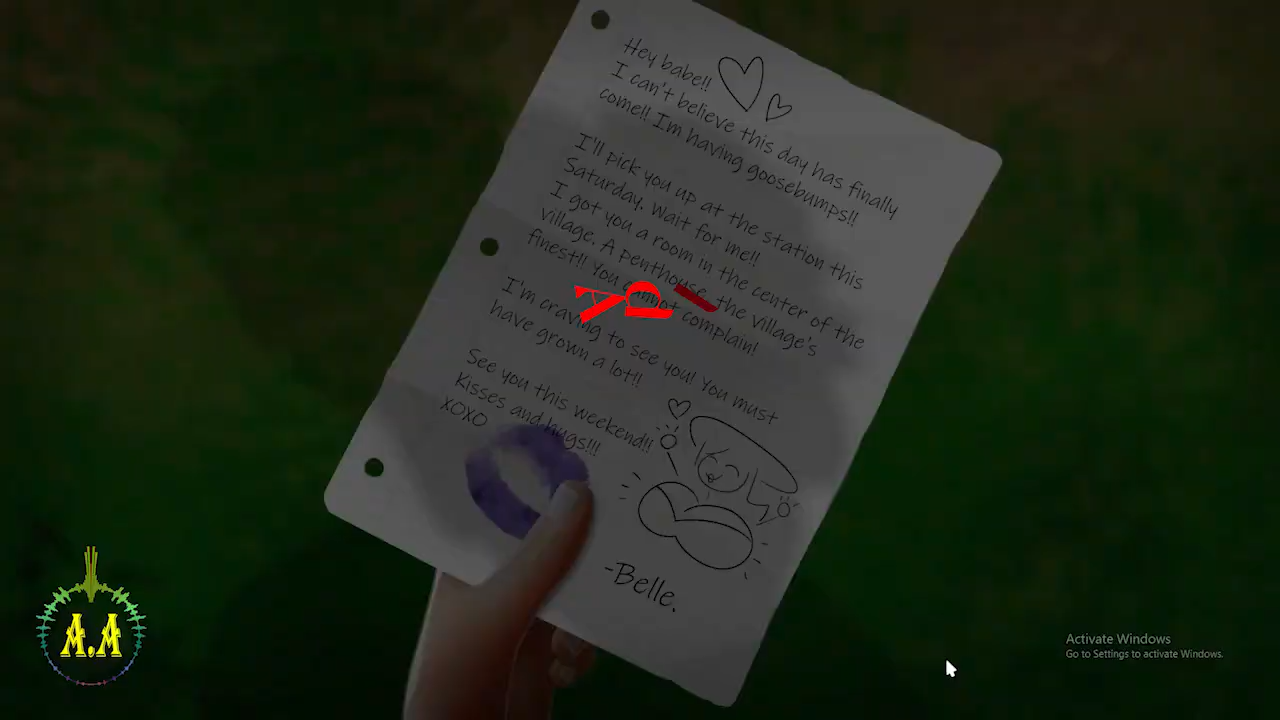 Hey babe!!
I can't believe this day has finally
come!! Im having goosebumps!!
I'll pick you up at the station this
Saturday. Wait for me!!
I got you a room in the center of the
village. A penthouse, the village's
finest!! You cannot complain!
I'm craving to see you! You must
have grown a lot!!
See you this weekend!!
Kisses and hugs!!!
XOXO
-Belle.
A.A
Activate Windows
Go to Settings to activate Windows.